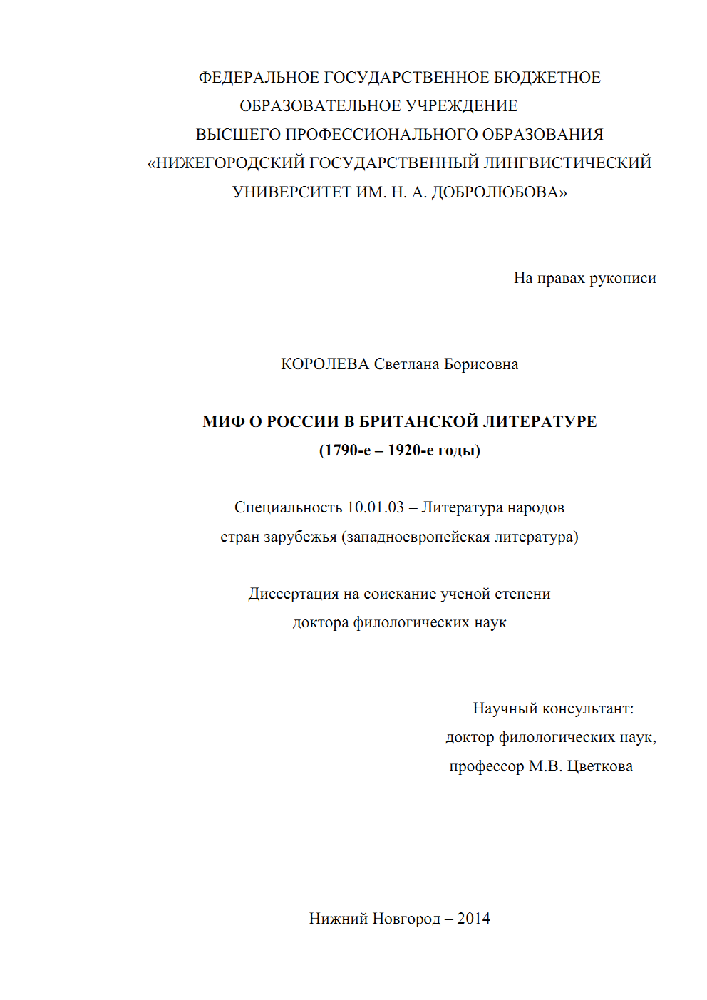 ФЕДЕРАЛЬНОЕ ГОСУДАРСТВЕННОЕ БЮДЖЕТНОЕ
ОБРАЗОВАТЕЛЬНОЕ УЧРЕЖДЕНИЕ
ВЫСШЕГО ПРОФЕССИОНАЛЬНОГО ОБРАЗОВАНИЯ
«НИЖЕГОРОДСКИЙ ГОСУДАРСТВЕННЫЙ ЛИНГВИСТИЧЕСКИЙ
УНИВЕРСИТЕТ ИМ. Н. А. ДОБРОЛЮБОВА»
На правах рукописи
КОРОЛЕВА Светлана Борисовна
МИФ О РОССИИ В БРИТАНСКОЙ ЛИТЕРАТУРЕ
(1790-е – 1920-е годы)
Специальность 10.01.03 – Литература народов
стран зарубежья (западноевропейская литература)
Диссертация на соискание ученой степени
доктора филологических наук
Научный консультант:
доктор филологических наук,
профессор М.В. Цветкова
Нижний Новгород – 2014